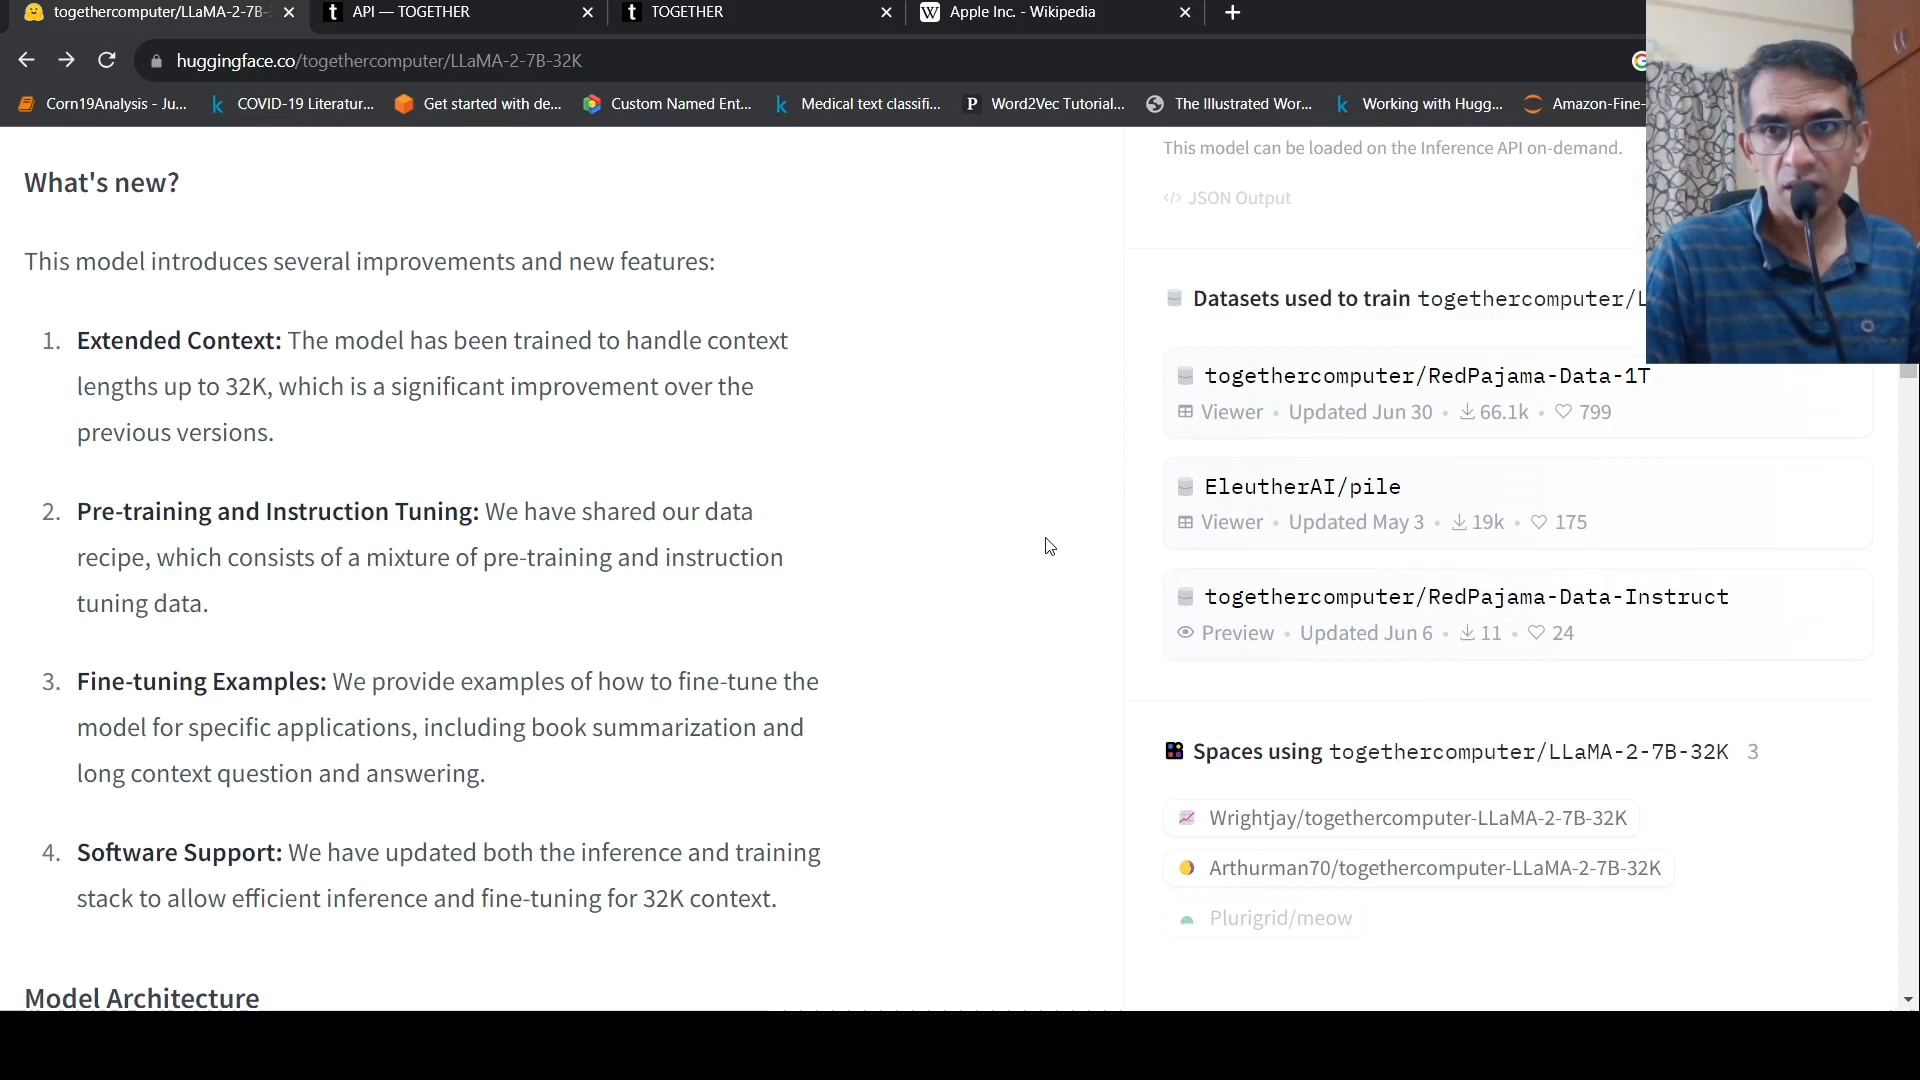 togethercomputer/LLaMA-2-7B-
API — TOGETHER
TOGETHER
Apple Inc. - Wikipedia
huggingface.co/togethercomputer/LLaMA-2-7B-32K
Corn19Analysis - Ju...
COVID-19 Literatur...
Get started with de...
Custom Named Ent...
Medical text classifi...
Word2Vec Tutorial...
The Illustrated Wor...
Working with Hugg...
Amazon-Fine-
What's new?
This model introduces several improvements and new features:
1. Extended Context: The model has been trained to handle context
lengths up to 32K, which is a significant improvement over the
previous versions.
2. Pre-training and Instruction Tuning: We have shared our data
recipe, which consists of a mixture of pre-training and instruction
tuning data.
3. Fine-tuning Examples: We provide examples of how to fine-tune the
model for specific applications, including book summarization and
long context question and answering.
4. Software Support: We have updated both the inference and training
stack to allow efficient inference and fine-tuning for 32K context.
Model Architecture
This model can be loaded on the Inference API on-demand.
</> JSON Output
Datasets used to train togethercomputer/L
togethercomputer/RedPajama-Data-1T
Viewer • Updated Jun 30 • 66.1k • 799
EleutherAI/pile
Viewer • Updated May 3 • 19k • 175
togethercomputer/RedPajama-Data-Instruct
Preview • Updated Jun 6 • 11 • 24
Spaces using togethercomputer/LLaMA-2-7B-32K 3
Wrightjay/togethercomputer-LLaMA-2-7B-32K
Arthurman70/togethercomputer-LLaMA-2-7B-32K
Plurigrid/meow